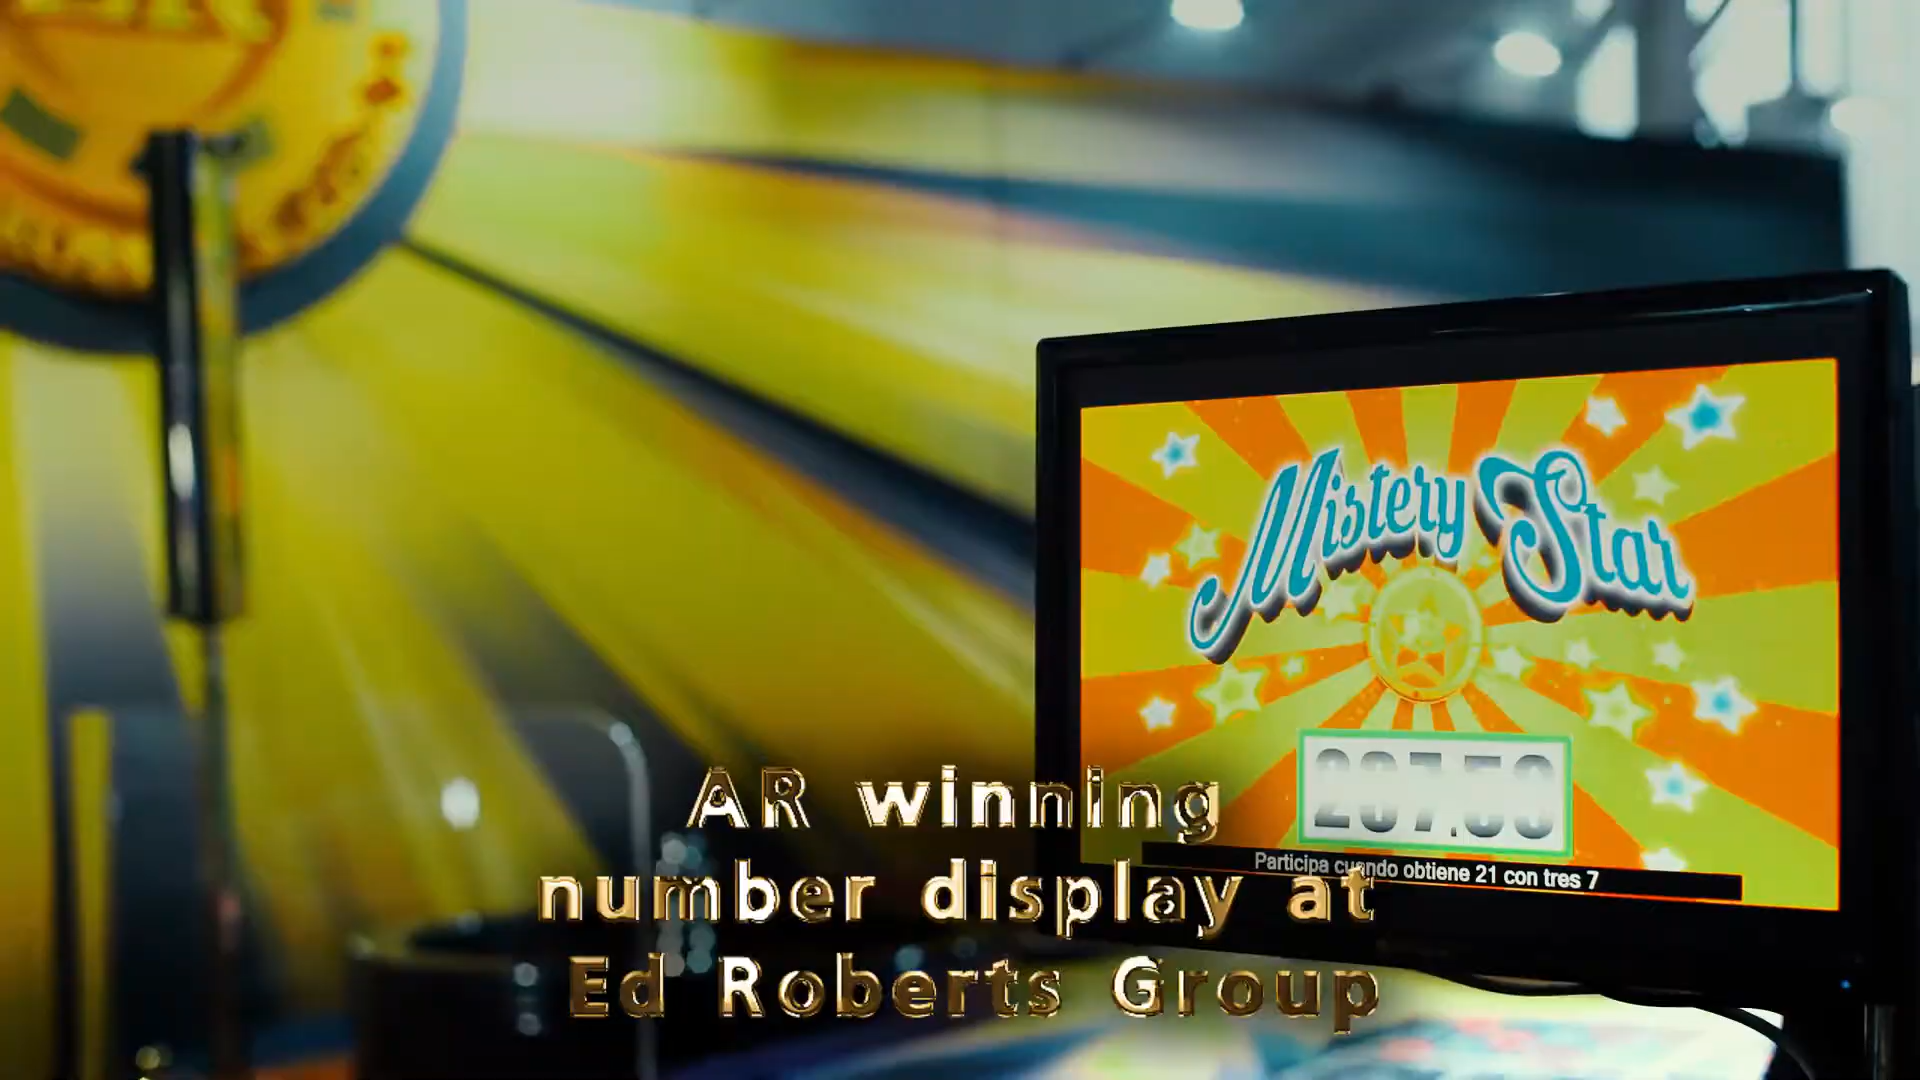 Mistery Star
Participa cuando obtiene 21 con tres 7
AR winning
number display at
Ed Roberts Group